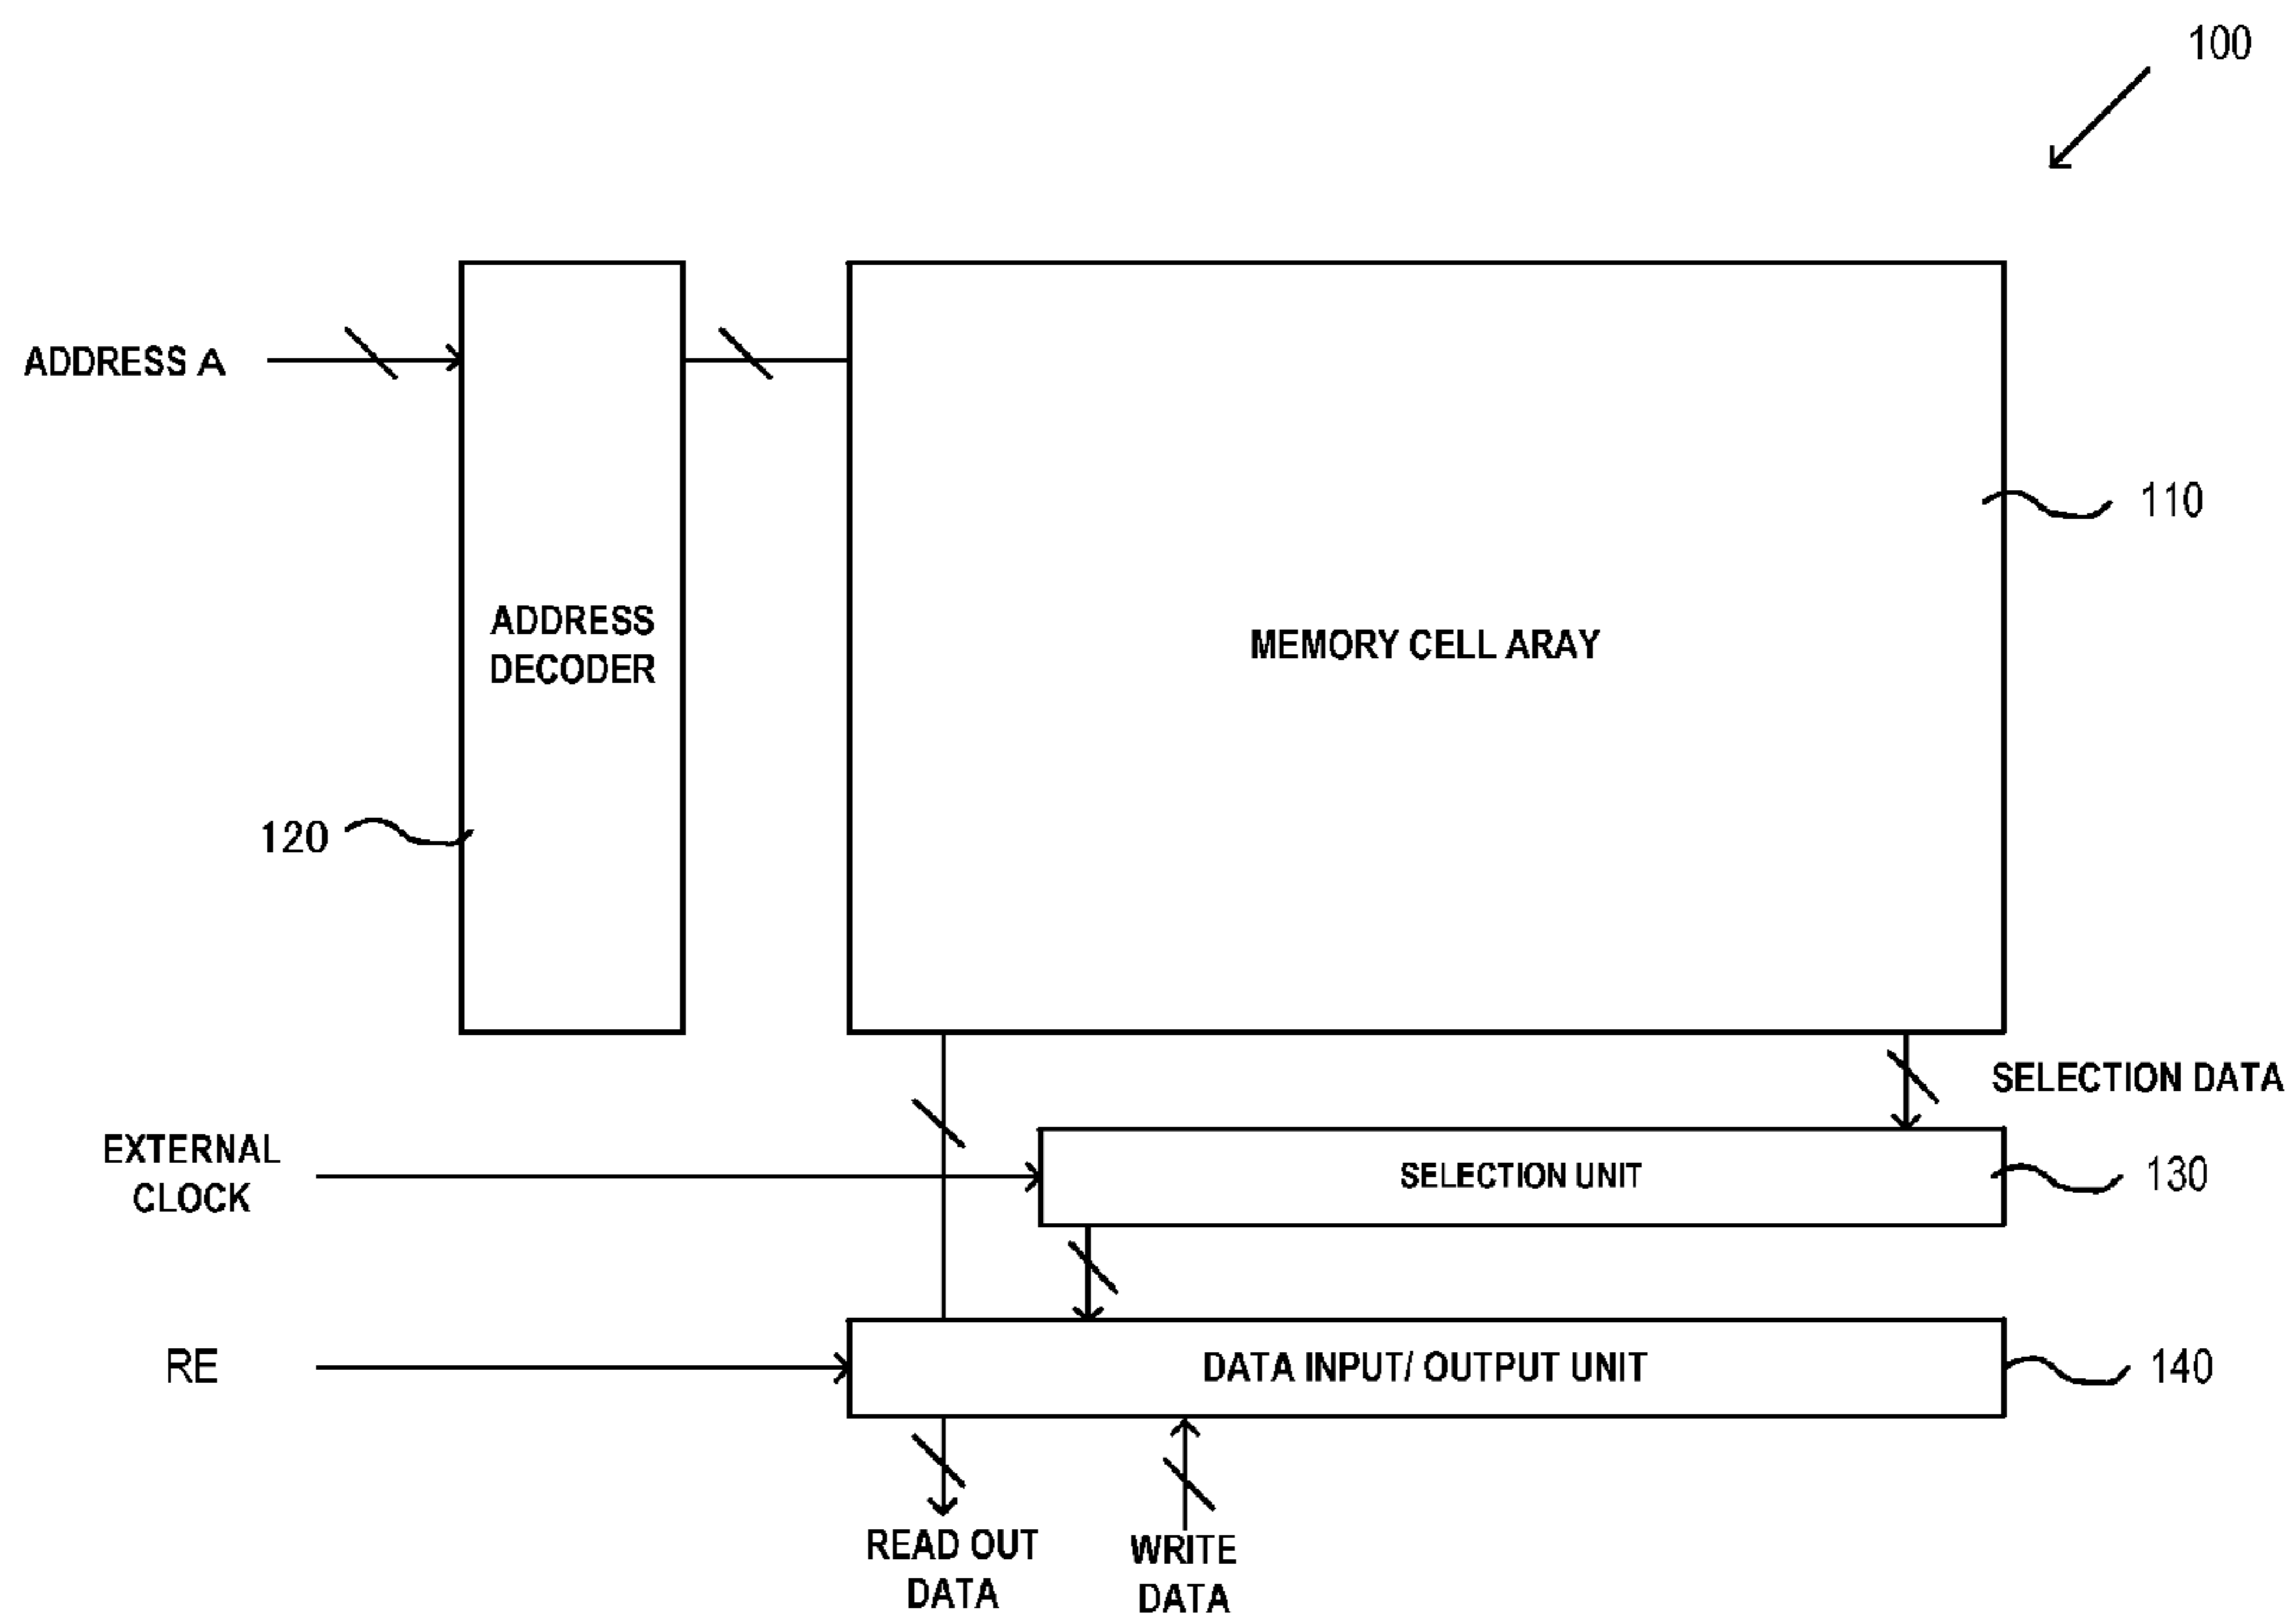 100
ADDRESS A
110
ADDRESS
DECODER
MEMORY CELL ARAY
120
SELECTION DATA
EXTERNAL
CLOCK
SELECTION UNIT
130
RE
DATA INPUT/ OUTPUT UNIT
140
READ OUT
DATA
WRITE
DATA